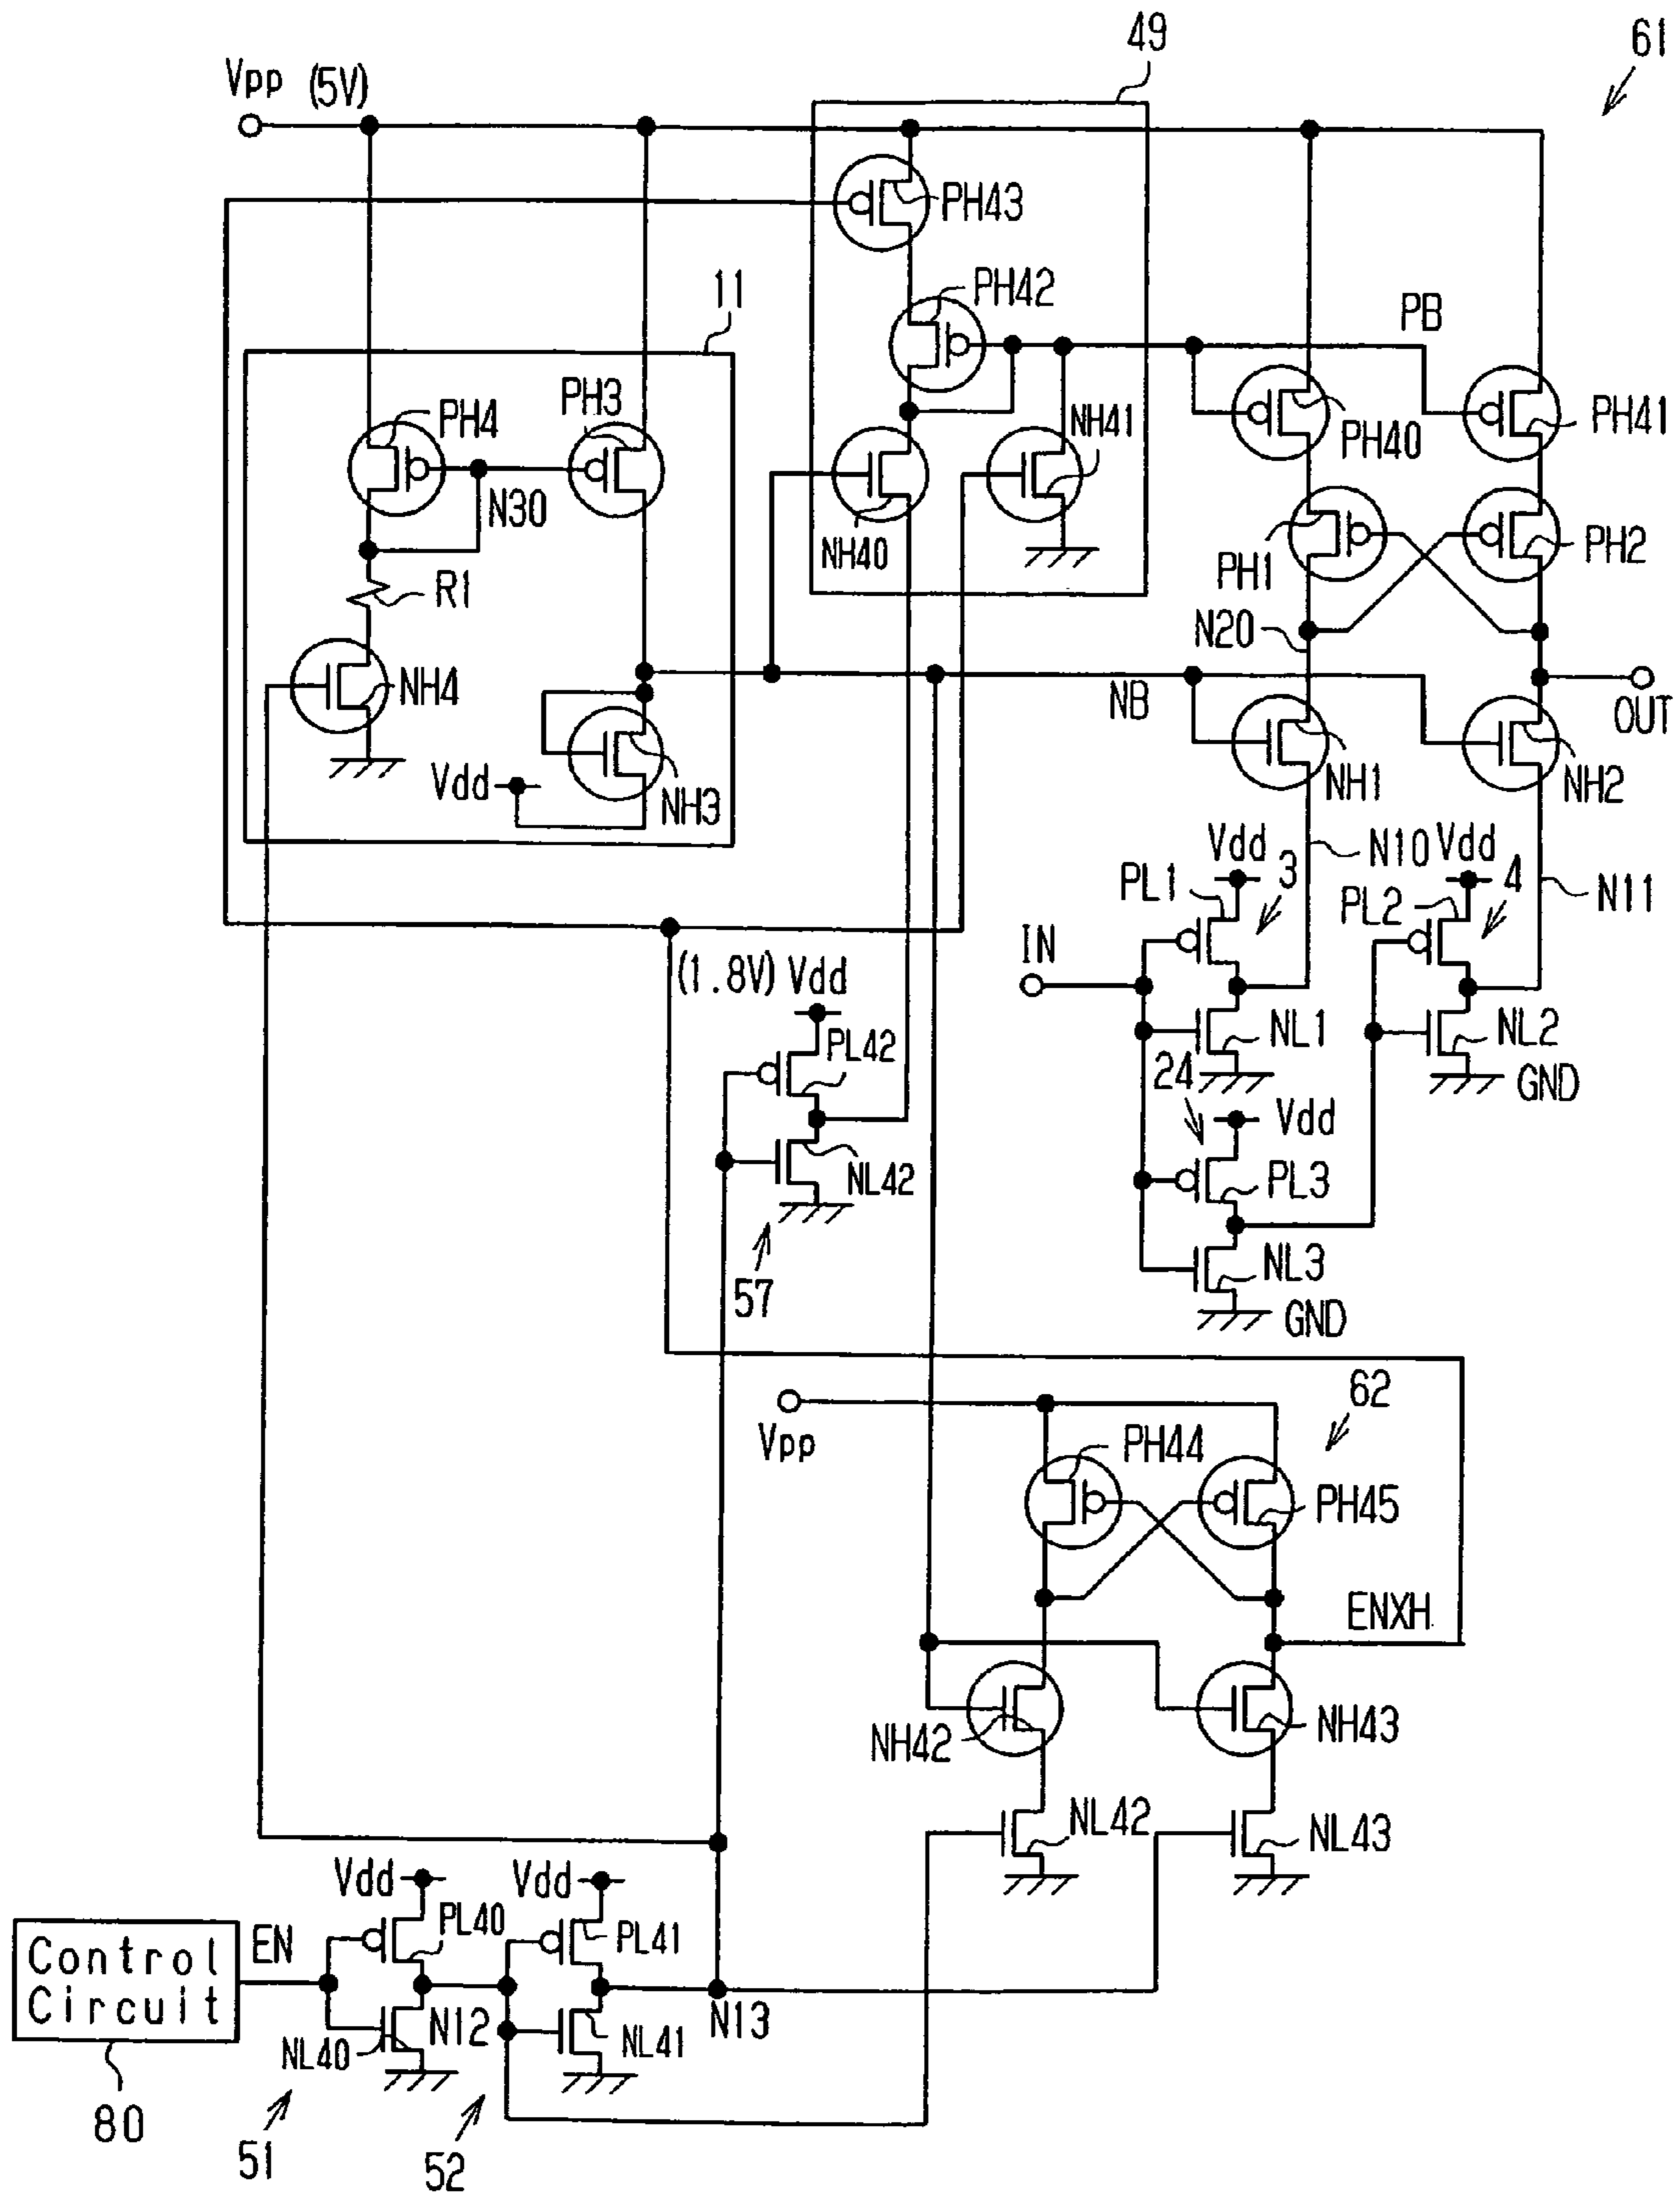 49
61
Vpp (5V)
PH43
11
PH42
PB
PH4
PH3
NH41
PH40
PH41
N30
NH40
PH1
PH2
R1
N20
NH4
NB
OUT
Vdd
NH3
NH1
NH2
Vdd
3
N10
Vdd
4
PL1
PL2
N11
IN
(1.8V) Vdd
PL42
NL1
NL2
24
GND
Vdd
NL42
PL3
57
NL3
GND
62
Vpp
PH44
PH45
ENXH
NH42
NH43
NL42
NL43
Vdd
Vdd
EN
PL40
PL41
Control
Circuit
NL40
N12
NL41
N13
80
51
52